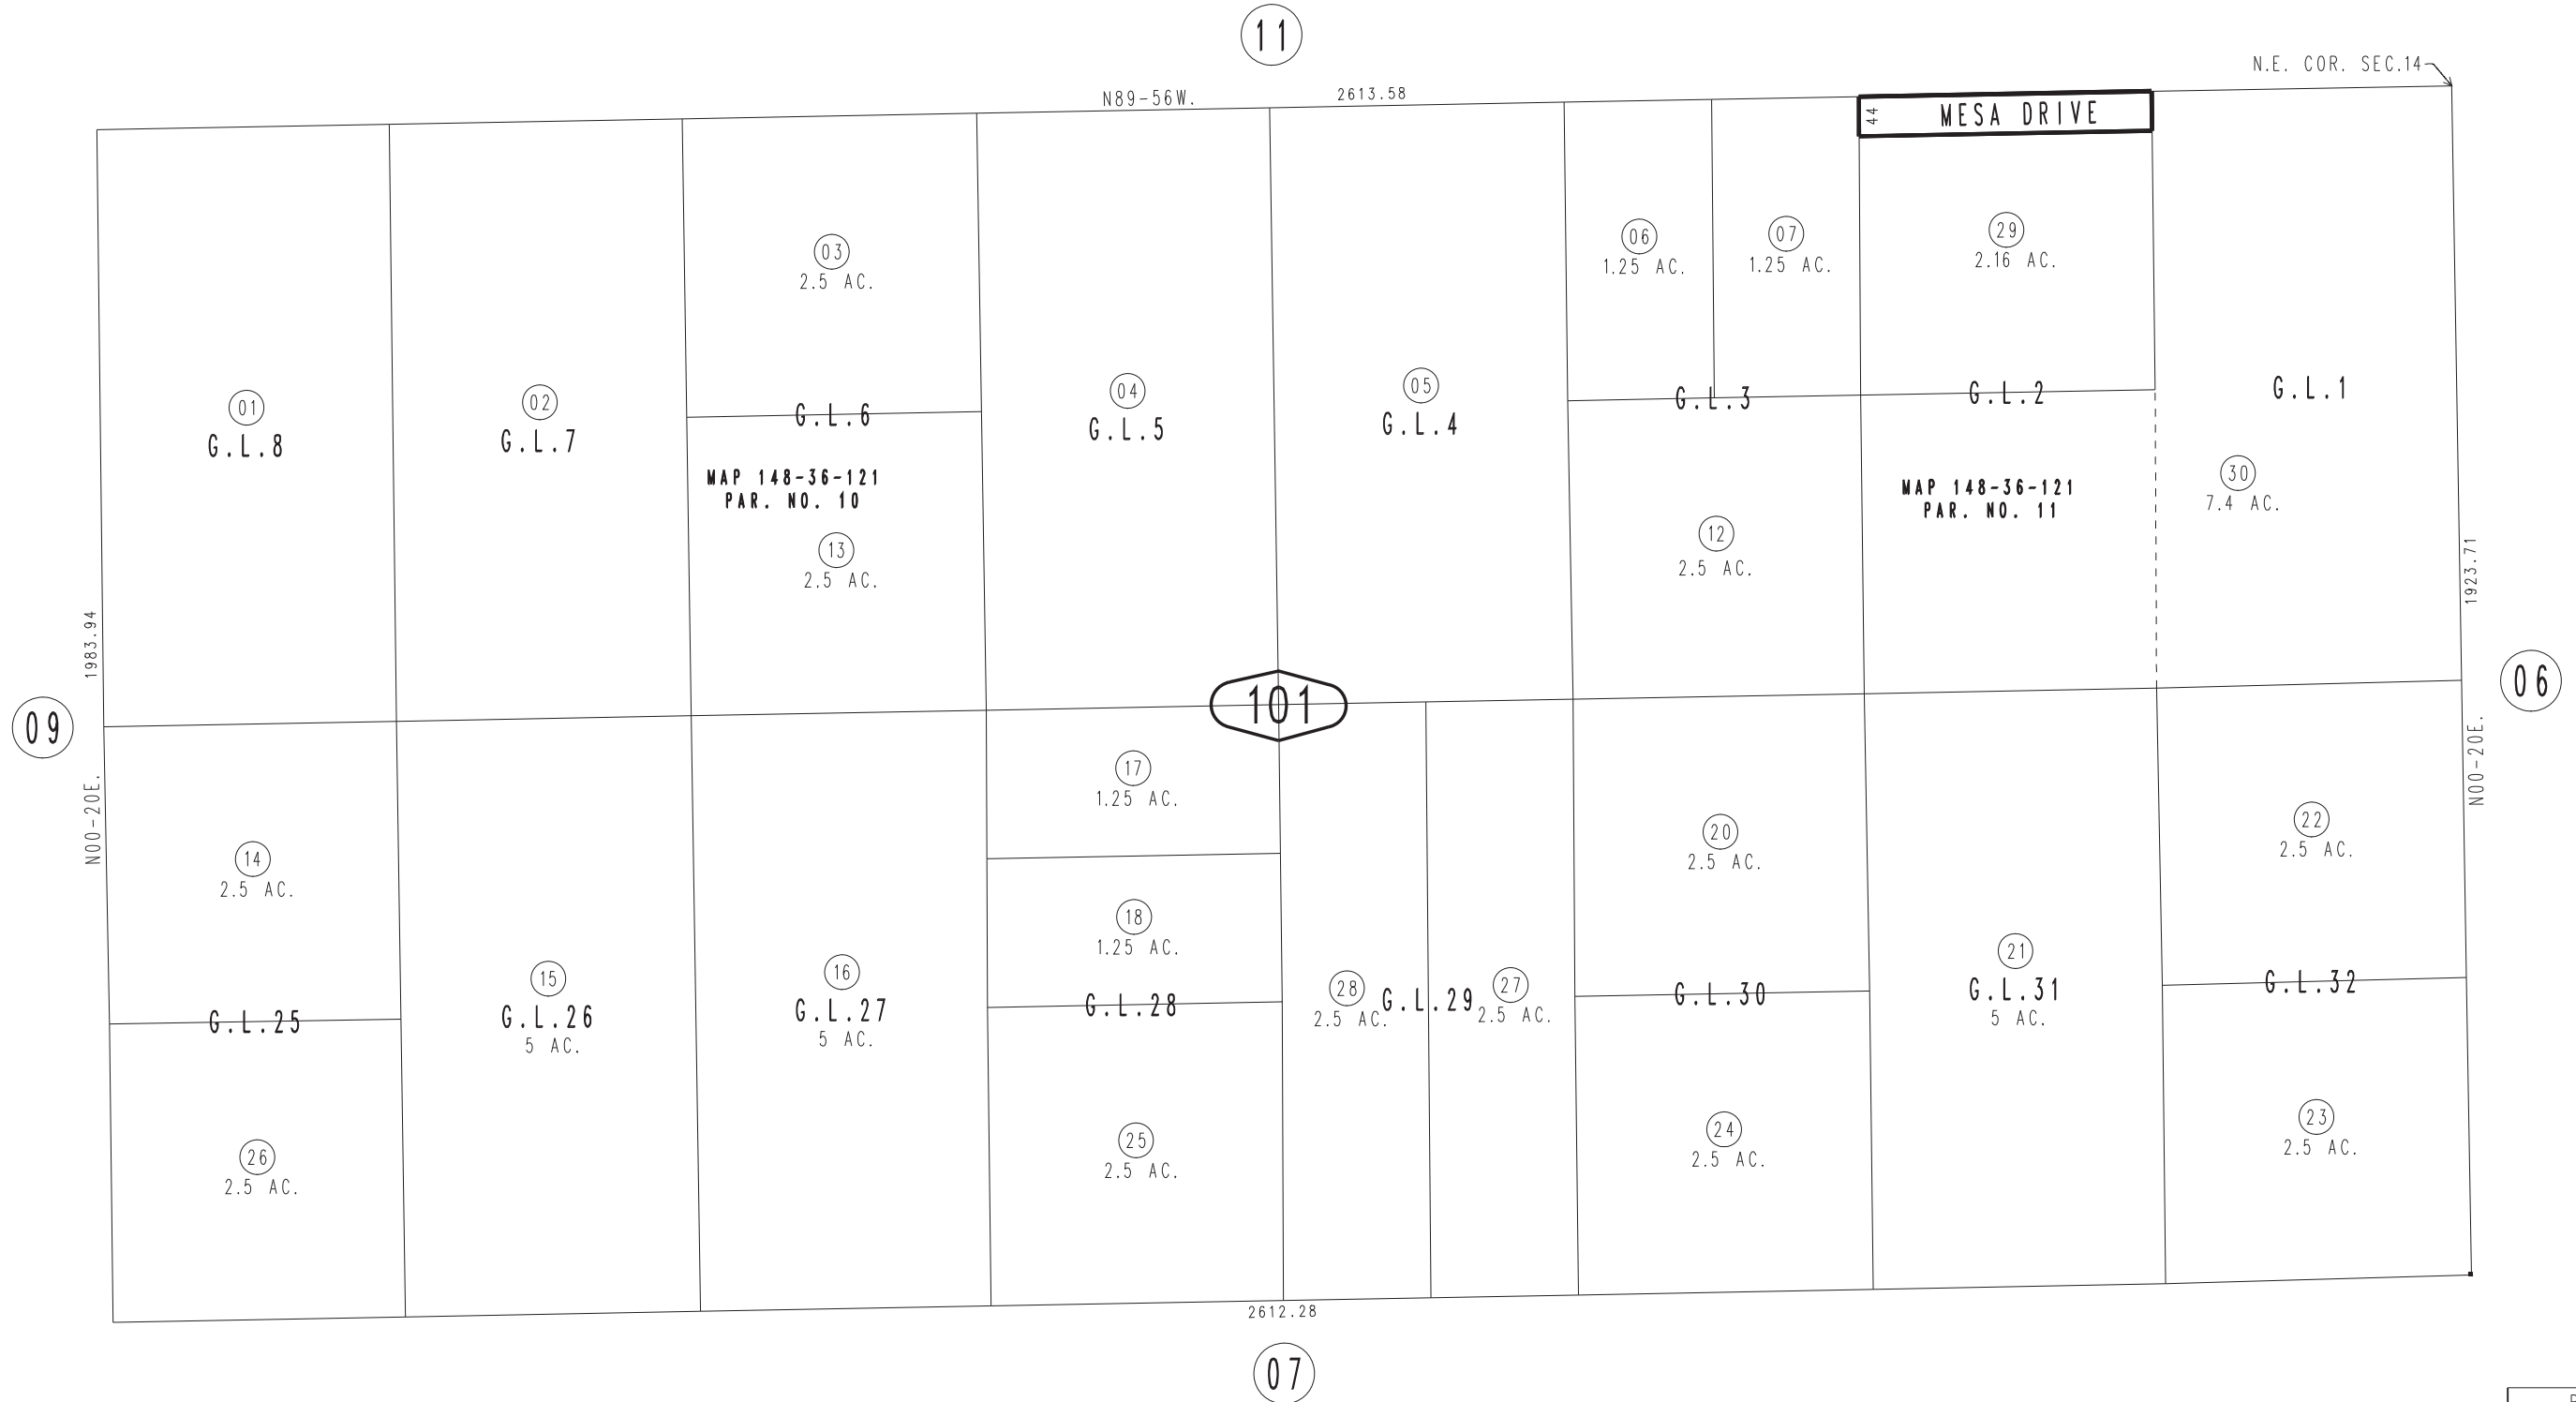 11
N.E. COR. SEC.14
N89-56W.
2613.58
44
MESA DRIVE
03
2.5 AC.
06
1.25 AC.
07
1.25 AC.
29
2.16 AC.
01
G.L.8
02
G.L.7
G.L.6
04
G.L.5
05
G.L.4
G.L.3
G.L.2
G.L.1
MAP 148-36-121
PAR. NO. 10
13
2.5 AC.
12
2.5 AC.
MAP 148-36-121
PAR. NO. 11
30
7.4 AC.
1983.94
1923.71
09
N00-20E.
101
06
N00-20E.
14
2.5 AC.
17
1.25 AC.
18
1.25 AC.
20
2.5 AC.
22
2.5 AC.
G.L.25
15
G.L.26
5 AC.
16
G.L.27
5 AC.
G.L.28
28
2.5 AC.
G.L.29
27
2.5 AC.
G.L.30
21
G.L.31
5 AC.
G.L.32
26
2.5 AC.
25
2.5 AC.
24
2.5 AC.
23
2.5 AC.
2612.28
07